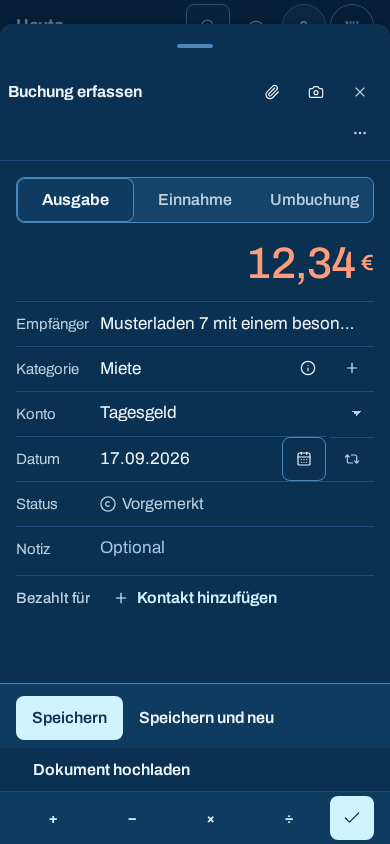 Buchung erfassen
...
Ausgabe Einnahme Umbuchung
12,34 €
Empfänger Musterladen 7 mit einem beson...
Kategorie Miete
Konto Tagesgeld
Datum 17.09.2026
Status Vorgemerkt
Notiz Optional
Bezahlt für + Kontakt hinzufügen
Speichern Speichern und neu
Dokument hochladen
+ − × ÷